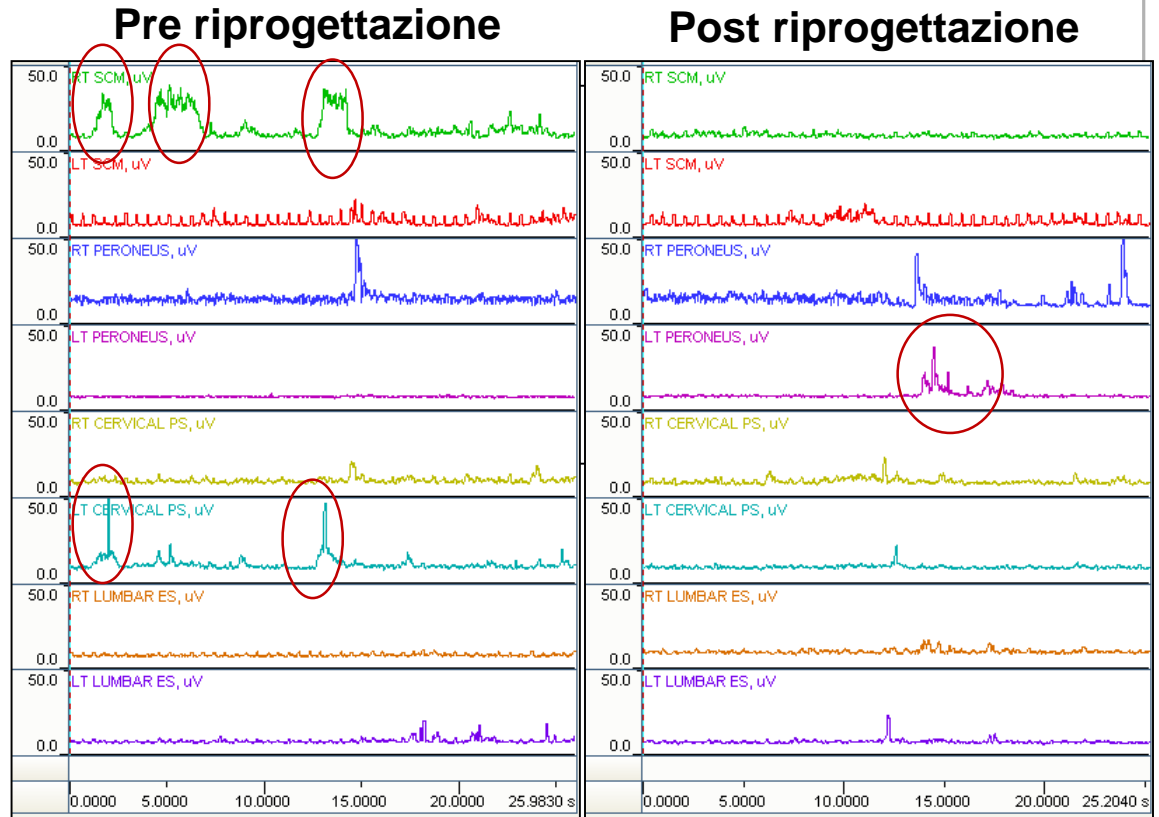 Pre riprogettazione
50.0
RT SCM, uV
0.0
50.0
LT SCM, uV
0.0
50.0
RT PERONEUS, uV
0.0
50.0
LT PERONEUS, uV
0.0
50.0
RT CERVICAL PS, uV
0.0
50.0
LT CERVICAL PS, uV
0.0
50.0
RT LUMBAR ES, uV
0.0
50.0
LT LUMBAR ES, uV
0.0
0.0000 5.0000 10.0000 15.0000 20.0000 25.9830 s
Post riprogettazione
50.0
RT SCM, uV
0.0
50.0
LT SCM, uV
0.0
50.0
RT PERONEUS, uV
0.0
50.0
LT PERONEUS, uV
0.0
50.0
RT CERVICAL PS, uV
0.0
50.0
LT CERVICAL PS, uV
0.0
50.0
RT LUMBAR ES, uV
0.0
50.0
LT LUMBAR ES, uV
0.0
0.0000 5.0000 10.0000 15.0000 20.0000 25.2040 s